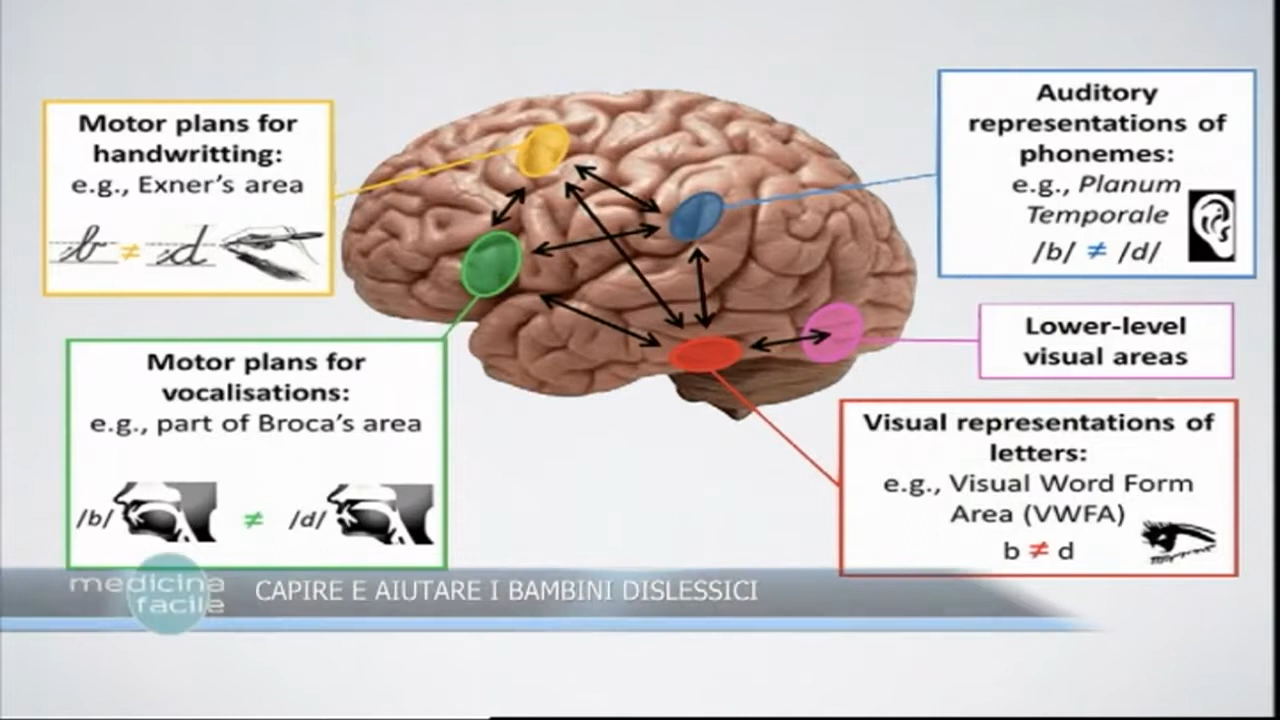 Motor plans for
handwritting:
e.g., Exner's area
b ≠ d
Motor plans for
vocalisations:
e.g., part of Broca's area
/b/ ≠ /d/
Auditory
representations of
phonemes:
e.g., Planum
Temporale
/b/ ≠ /d/
Lower-level
visual areas
Visual representations of
letters:
e.g., Visual Word Form
Area (VWFA)
b ≠ d
medicina
facile
CAPIRE E AIUTARE I BAMBINI DISLESSICI